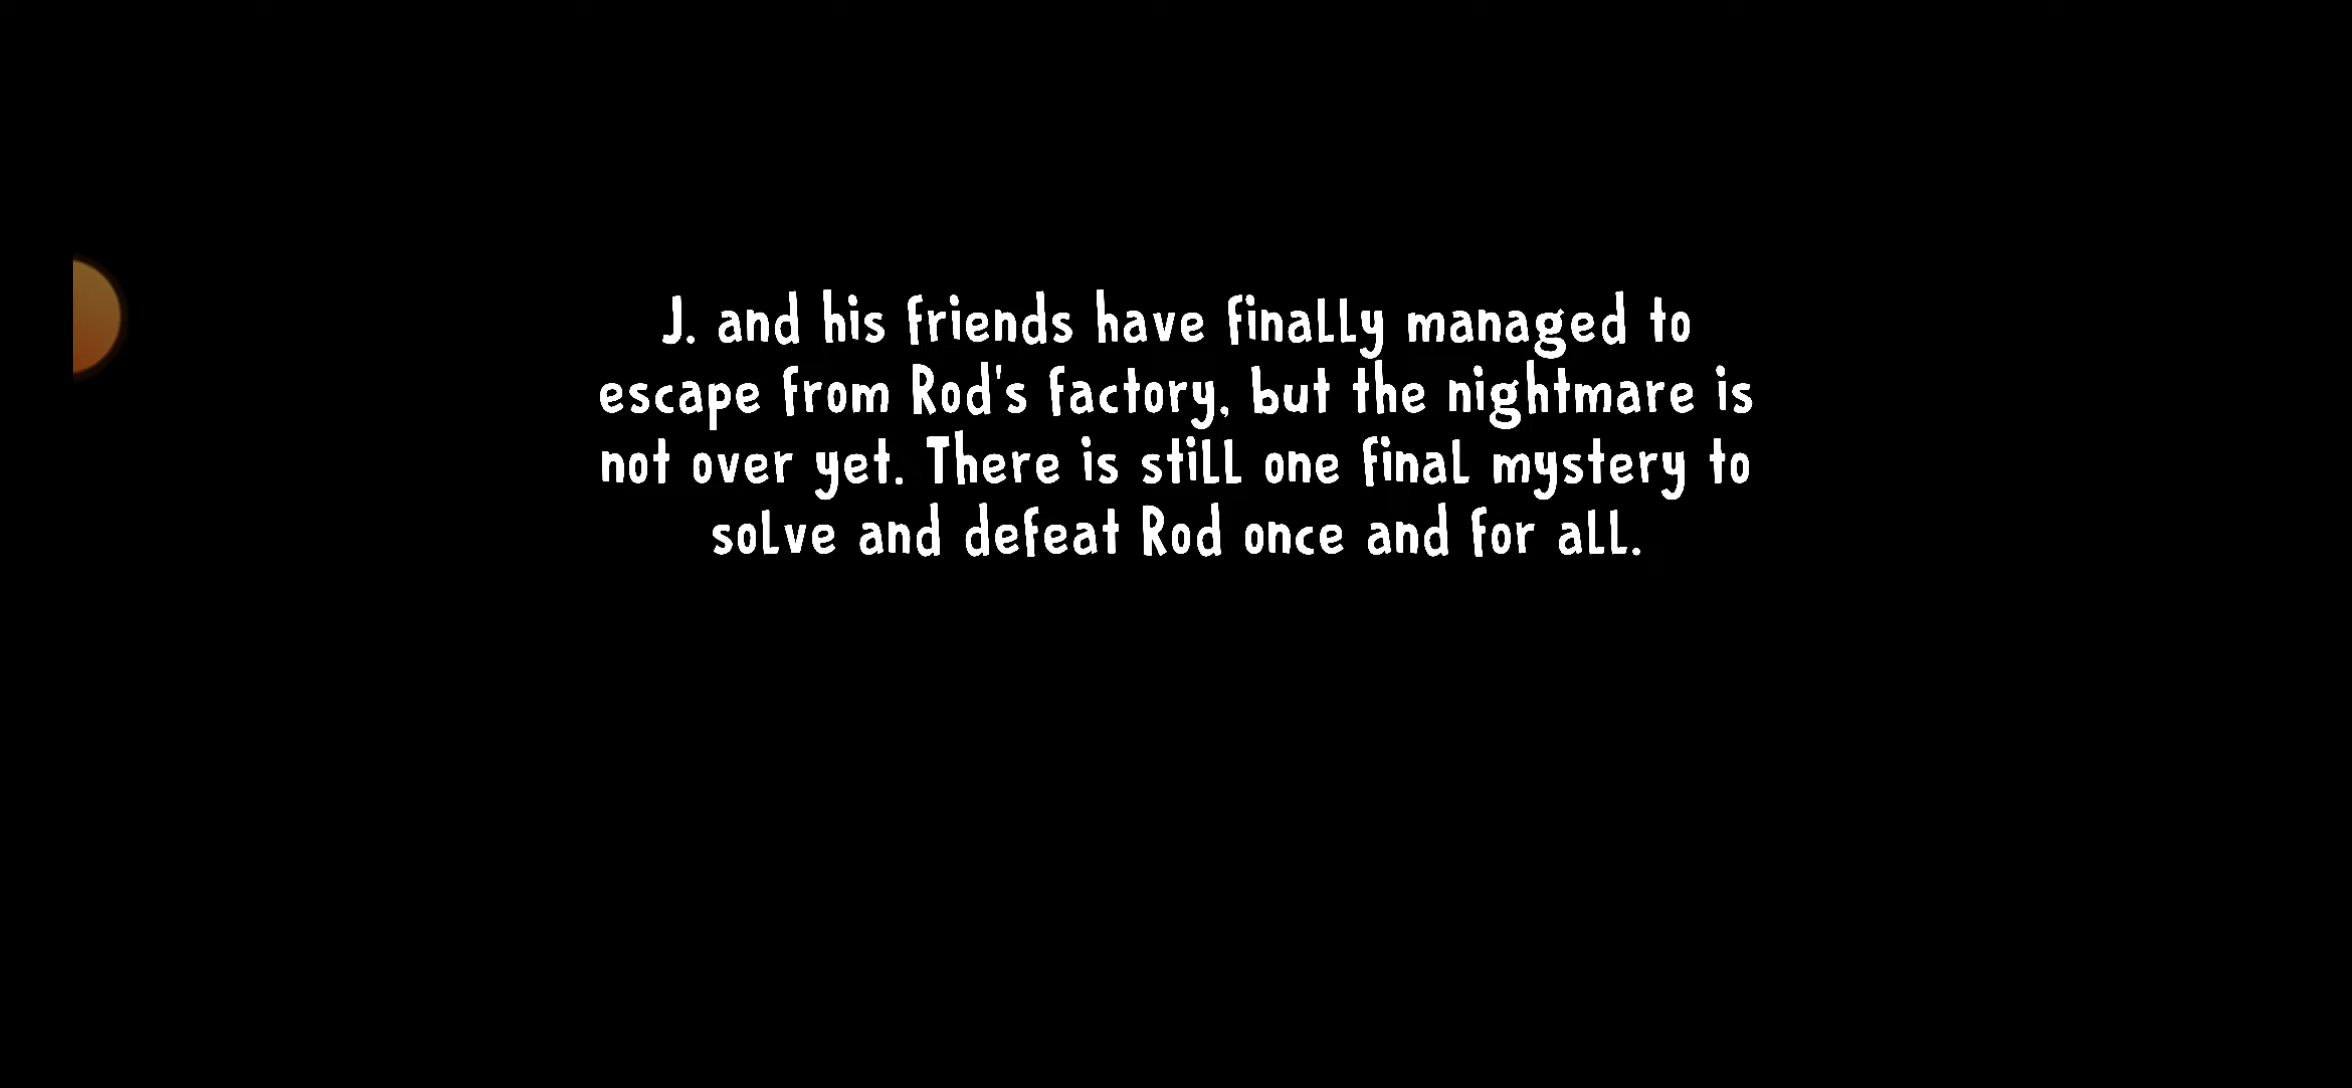 J. and his friends have finally managed to
escape from Rod's factory, but the nightmare is
not over yet. There is still one final mystery to
solve and defeat Rod once and for all.